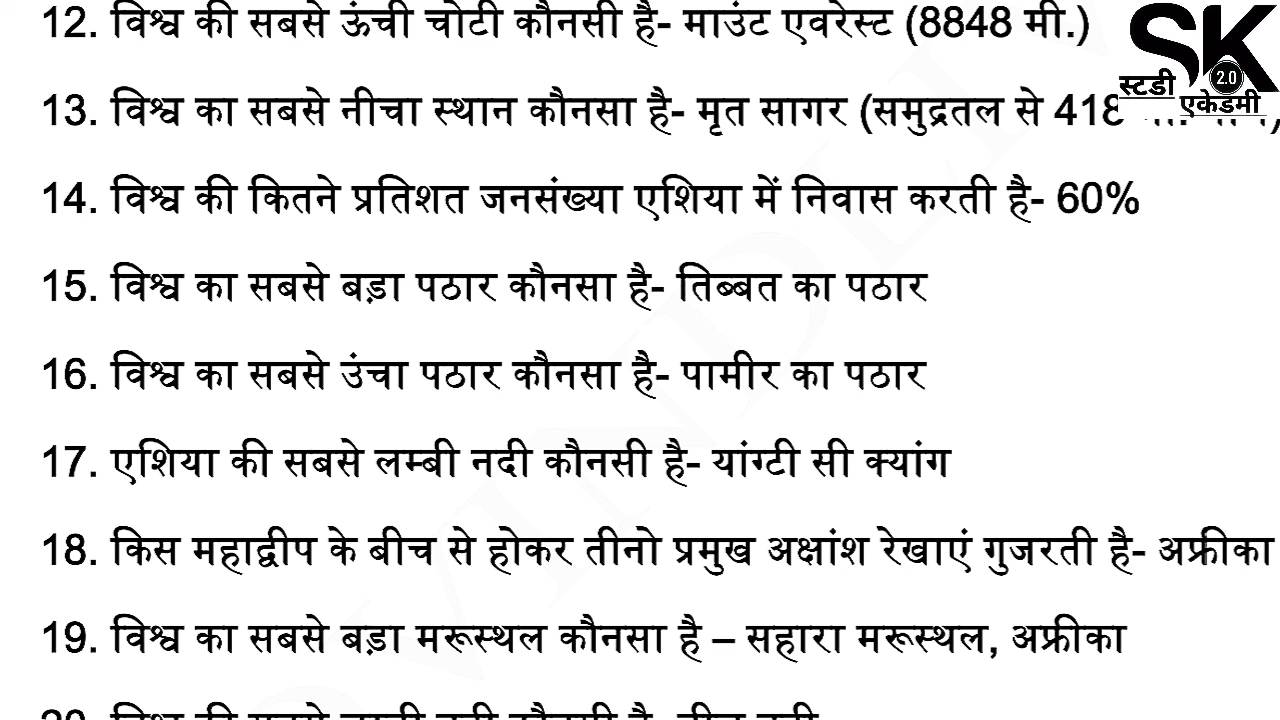 12. विश्व की सबसे ऊंची चोटी कौनसी है- माउंट एवरेस्ट (8848 मी.)
SK
2.0
स्टडी
एकेडमी
13. विश्व का सबसे नीचा स्थान कौनसा है- मृत सागर (समुद्रतल से 418
14. विश्व की कितने प्रतिशत जनसंख्या एशिया में निवास करती है- 60%
15. विश्व का सबसे बड़ा पठार कौनसा है- तिब्बत का पठार
16. विश्व का सबसे उंचा पठार कौनसा है- पामीर का पठार
17. एशिया की सबसे लम्बी नदी कौनसी है- यांग्टी सी क्यांग
18. किस महाद्वीप के बीच से होकर तीनो प्रमुख अक्षांश रेखाएं गुजरती है- अफ्रीका
19. विश्व का सबसे बड़ा मरूस्थल कौनसा है – सहारा मरूस्थल, अफ्रीका